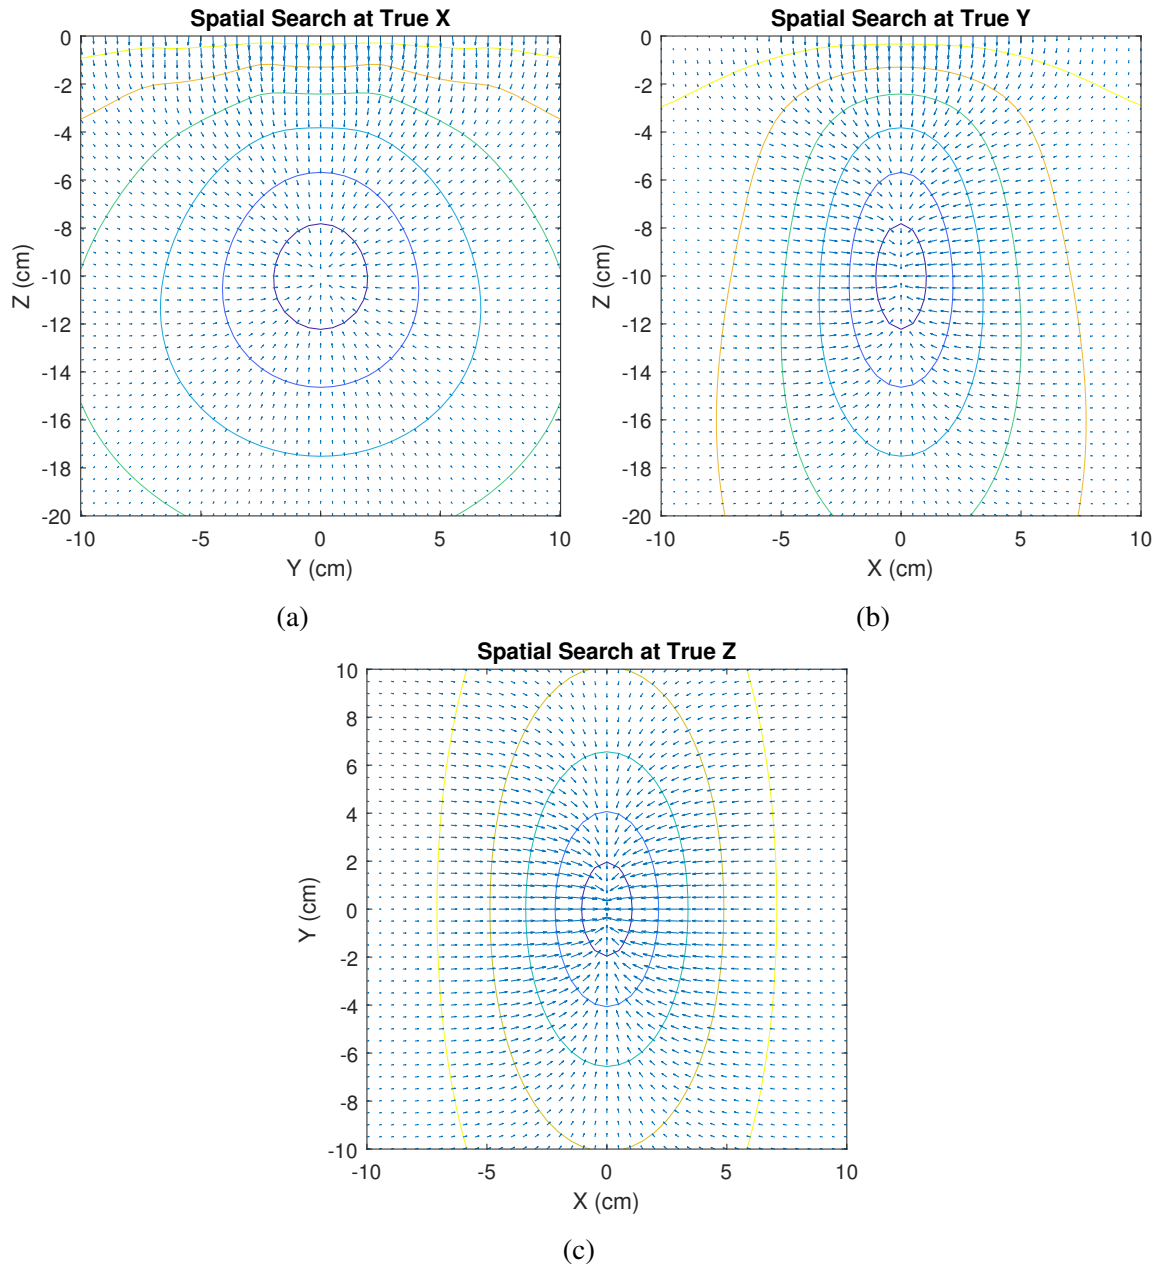 Spatial Search at True X
0
-2
-4
-6
-8
-10
-12
-14
-16
-18
-20
Z (cm)
-10 -5 0 5 10
Y (cm)
(a)
Spatial Search at True Y
0
-2
-4
-6
-8
-10
-12
-14
-16
-18
-20
Z (cm)
-10 -5 0 5 10
X (cm)
(b)
Spatial Search at True Z
10
8
6
4
2
0
-2
-4
-6
-8
-10
Y (cm)
-10 -5 0 5 10
X (cm)
(c)